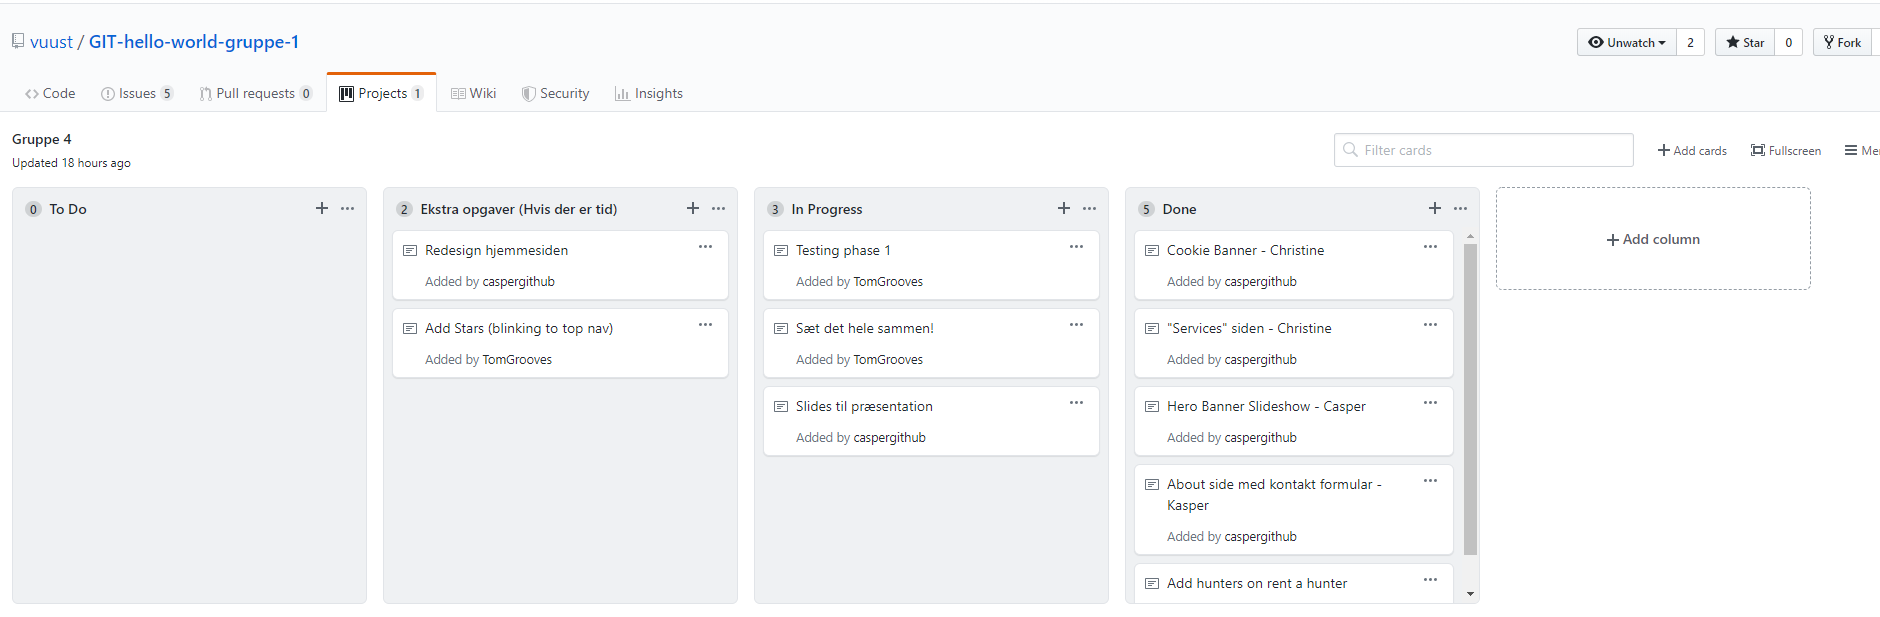 vuust / GIT-hello-world-gruppe-1
Unwatch 2 Star 0 Fork
Code Issues 5 Pull requests 0 Projects 1 Wiki Security Insights
Gruppe 4
Updated 18 hours ago
Filter cards
Add cards Fullscreen
0 To Do
2 Ekstra opgaver (Hvis der er tid)
Redesign hjemmesiden
Added by caspergithub
Add Stars (blinking to top nav)
Added by TomGrooves
3 In Progress
Testing phase 1
Added by TomGrooves
Sæt det hele sammen!
Added by TomGrooves
Slides til præsentation
Added by caspergithub
5 Done
Cookie Banner - Christine
Added by caspergithub
"Services" siden - Christine
Added by caspergithub
Hero Banner Slideshow - Casper
Added by caspergithub
About side med kontakt formular -
Kasper
Added by caspergithub
Add hunters on rent a hunter
Add column